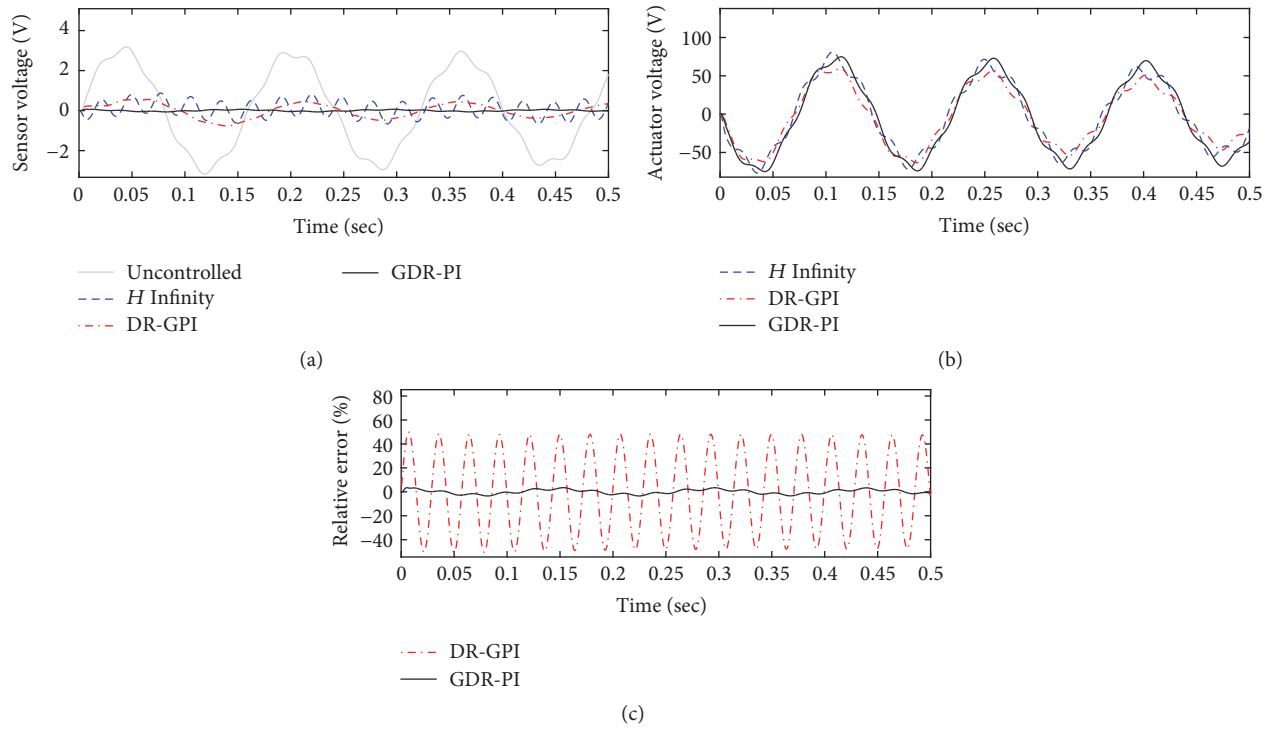 Sensor voltage (V)
4
2
0
−2
0 0.05 0.1 0.15 0.2 0.25 0.3 0.35 0.4 0.45 0.5
Time (sec)
Uncontrolled
H Infinity
DR-GPI
GDR-PI
(a)
Actuator voltage (V)
100
50
0
−50
0 0.05 0.1 0.15 0.2 0.25 0.3 0.35 0.4 0.45 0.5
Time (sec)
H Infinity
DR-GPI
GDR-PI
(b)
Relative error (%)
80
60
40
20
0
−20
−40
0 0.05 0.1 0.15 0.2 0.25 0.3 0.35 0.4 0.45 0.5
Time (sec)
DR-GPI
GDR-PI
(c)